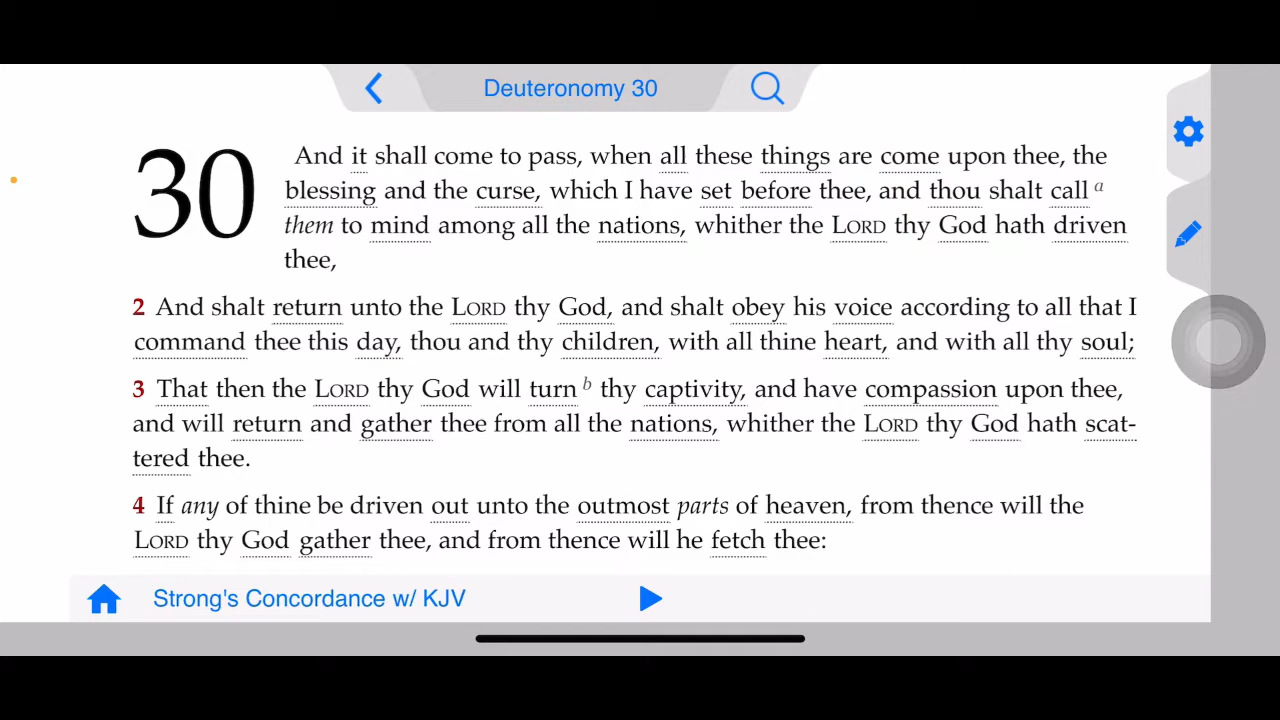 Deuteronomy 30
30 And it shall come to pass, when all these things are come upon thee, the
blessing and the curse, which I have set before thee, and thou shalt call a
them to mind among all the nations, whither the LORD thy God hath driven
thee,
2 And shalt return unto the LORD thy God, and shalt obey his voice according to all that I
command thee this day, thou and thy children, with all thine heart, and with all thy soul;
3 That then the LORD thy God will turn b thy captivity, and have compassion upon thee,
and will return and gather thee from all the nations, whither the LORD thy God hath scat-
tered thee.
4 If any of thine be driven out unto the outmost parts of heaven, from thence will the
LORD thy God gather thee, and from thence will he fetch thee:
Strong's Concordance w/ KJV